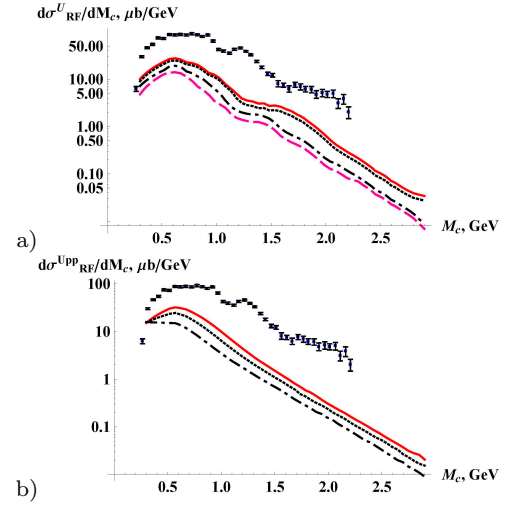 dσ^U_RF/dM_c, μb/GeV
50.00
10.00
5.00
1.00
0.50
0.10
0.05
0.5 1.0 1.5 2.0 2.5
M_c, GeV
a)
dσ^Upp_RF/dM_c, μb/GeV
100
10
1
0.1
0.5 1.0 1.5 2.0 2.5
M_c, GeV
b)